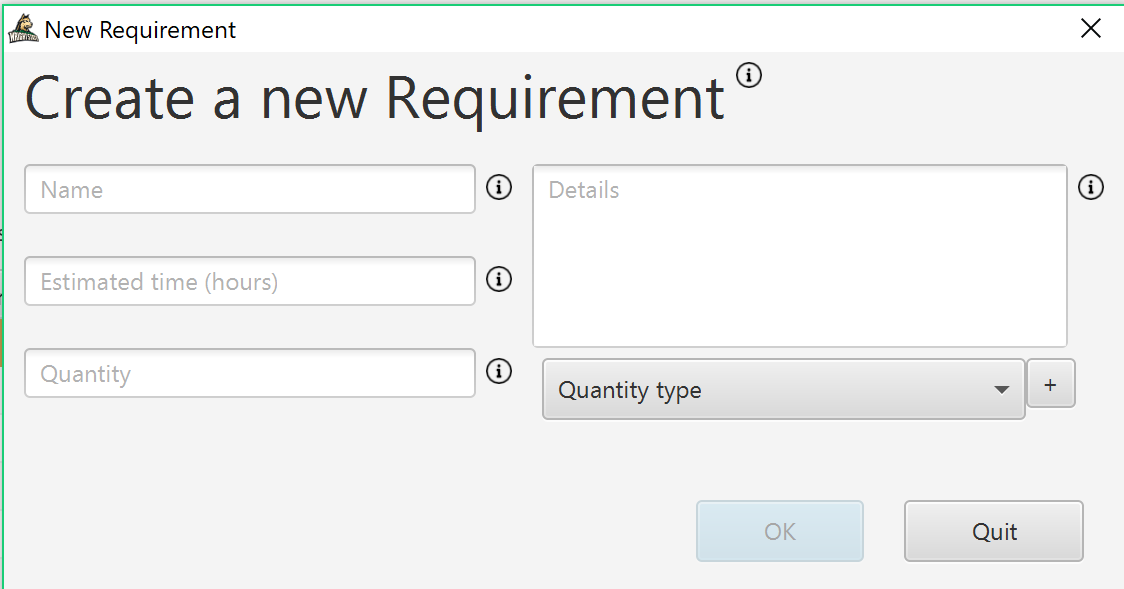 New Requirement
Create a new Requirement
Name
Details
Estimated time (hours)
Quantity
Quantity type
+
OK
Quit